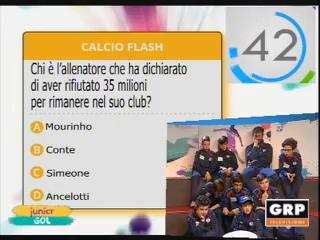 CALCIO FLASH
42
Chi è l'allenatore che ha dichiarato
di aver rifiutato 35 milioni
per rimanere nel suo club?
A Mourinho
B Conte
C Simeone
D Ancelotti
junior
GOL
GRP
TELEVISIONE